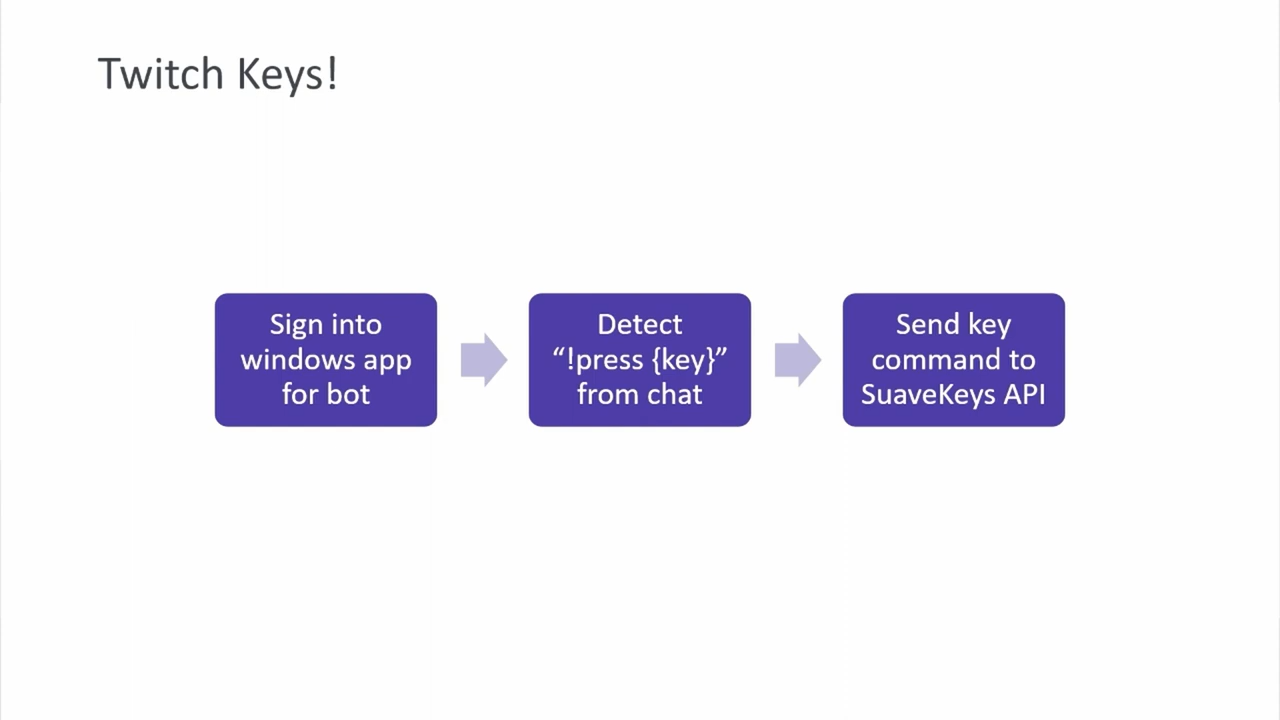 Twitch Keys!
Sign into
windows app
for bot
Detect
“!press {key}”
from chat
Send key
command to
SuaveKeys API